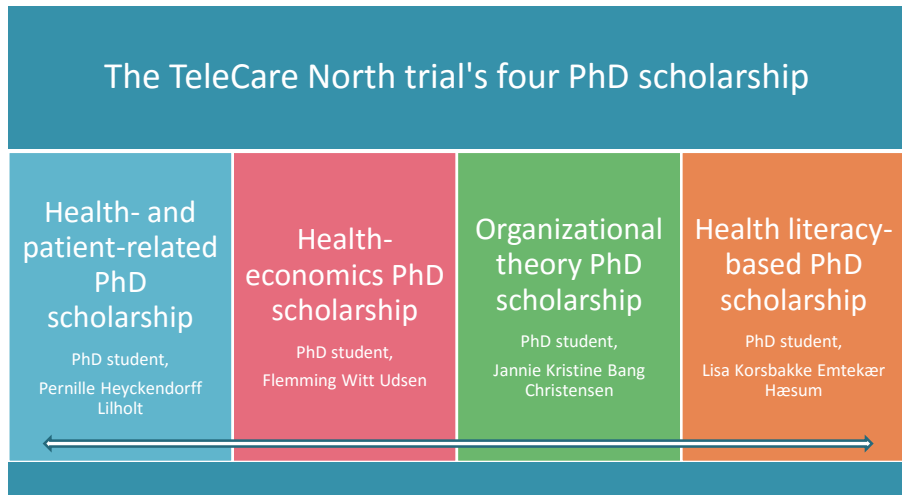 The TeleCare North trial's four PhD scholarship
Health- and
patient-related
PhD
scholarship
PhD student,
Pernille Heyckendorff
Lilholt
Health-
economics PhD
scholarship
PhD student,
Flemming Witt Udsen
Organizational
theory PhD
scholarship
PhD student,
Jannie Kristine Bang
Christensen
Health literacy-
based PhD
scholarship
PhD student,
Lisa Korsbakke Emtekær
Hæsum